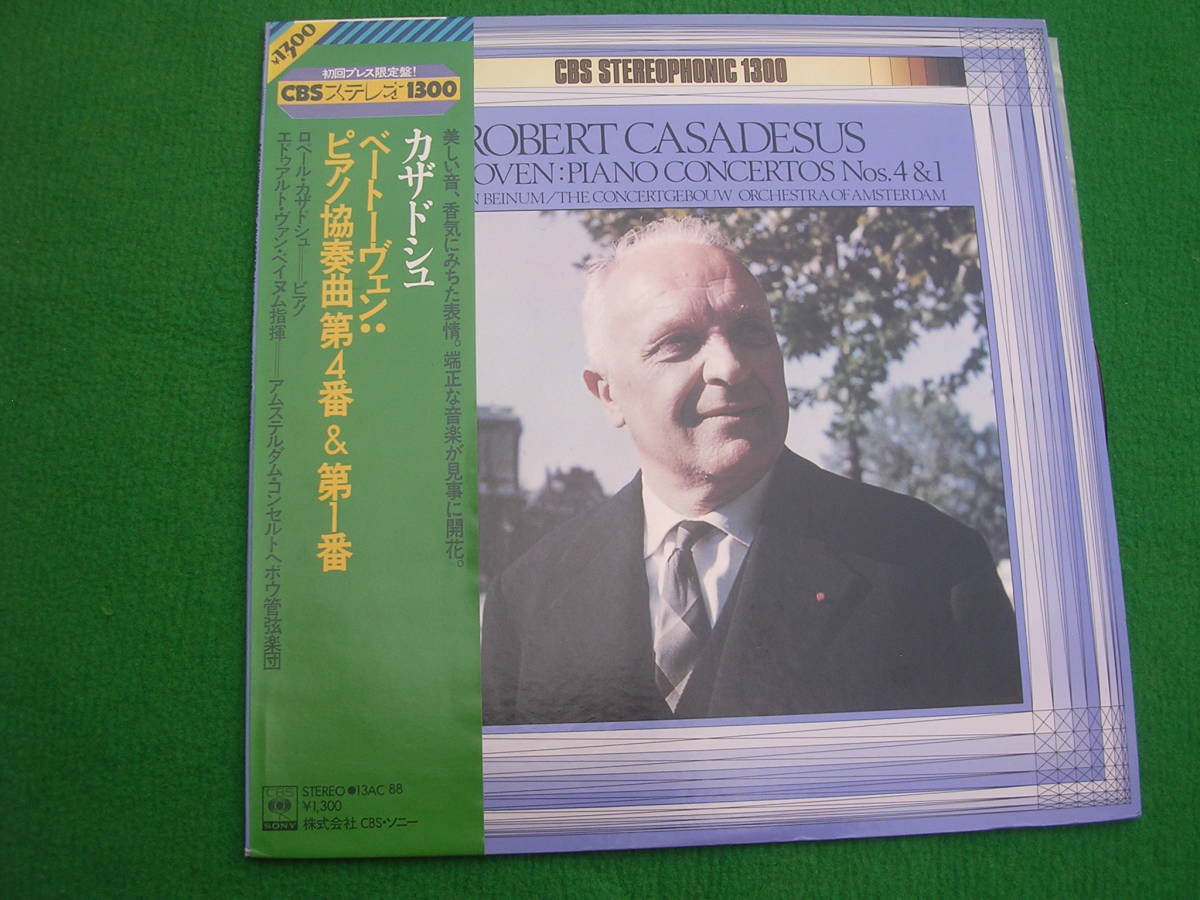 ¥1300
初回プレス限定盤!
CBSステレオ1300
美しい音、香気にみちた表情。端正な音楽が見事に開花。
カザドシュ
ベートーヴェン:
ピアノ協奏曲第4番&第1番
ロベール・カザドシュ━━ピアノ
エドゥアルト・ヴァン・ベイヌム指揮━━アムステルダム・コンセルトヘボウ管弦楽団
CBS
SONY
STEREO ●13AC 88
¥1,300
株式会社 CBS・ソニー
CBS STEREOPHONIC 1300
ROBERT CASADESUS
OVEN: PIANO CONCERTOS Nos. 4 & 1
N BEINUM/THE CONCERTGEBOUW ORCHESTRA OF AMSTERDAM